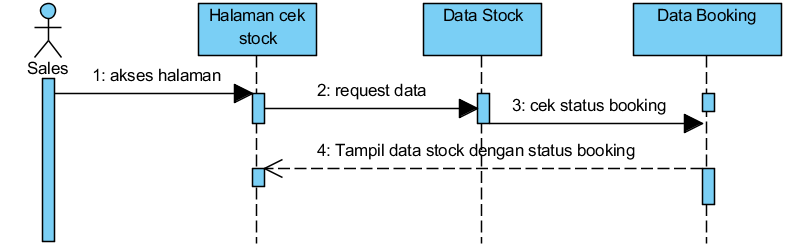 Halaman cek
stock
Data Stock
Data Booking
Sales
1: akses halaman
2: request data
3: cek status booking
4: Tampil data stock dengan status booking